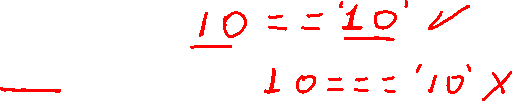 10 == '10' ✓
10 === '10' X